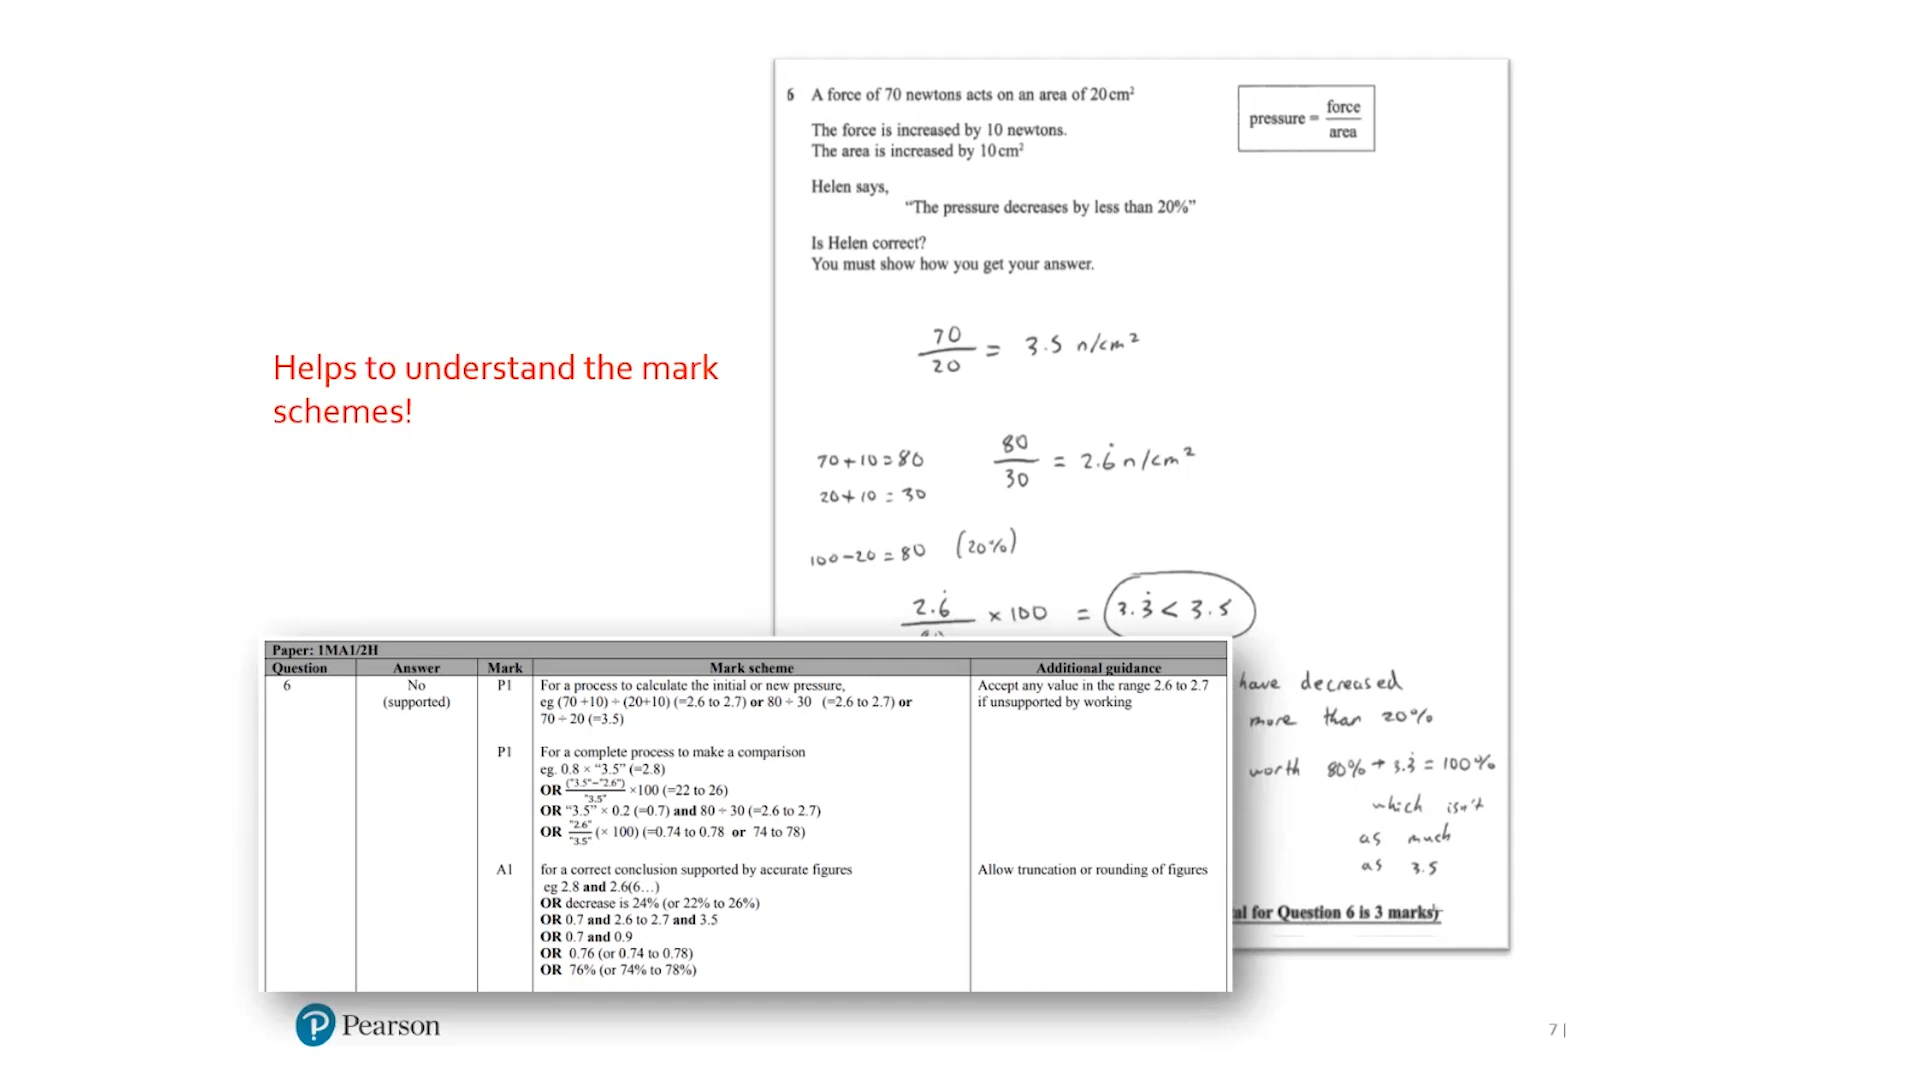 6 A force of 70 newtons acts on an area of 20 cm²
pressure = force / area
The force is increased by 10 newtons.
The area is increased by 10 cm²
Helen says,
“The pressure decreases by less than 20%”
Is Helen correct?
You must show how you get your answer.
70 / 20 = 3.5 n/cm²
70+10=80
20+10=30
80 / 30 = 2.6̇ n/cm²
100-20=80 (20%)
2.6̇ × 100 = 3.3̇ < 3.5
have decreased
more than 20%
worth 80% → 3.3̇ = 100%
which isn't
as much
as 3.5
al for Question 6 is 3 marks)
Helps to understand the mark
schemes!
Paper: 1MA1/2H
Question Answer Mark Mark scheme Additional guidance
6 No P1 For a process to calculate the initial or new pressure, Accept any value in the range 2.6 to 2.7
(supported) eg (70 +10) ÷ (20+10) (=2.6 to 2.7) or 80 ÷ 30 (=2.6 to 2.7) or if unsupported by working
70 ÷ 20 (=3.5)
P1 For a complete process to make a comparison
eg. 0.8 × “3.5” (=2.8)
OR ("3.5"−"2.6") / "3.5" ×100 (=22 to 26)
OR “3.5” × 0.2 (=0.7) and 80 ÷ 30 (=2.6 to 2.7)
OR "2.6" / "3.5" (× 100) (=0.74 to 0.78 or 74 to 78)
A1 for a correct conclusion supported by accurate figures Allow truncation or rounding of figures
eg 2.8 and 2.6(6…)
OR decrease is 24% (or 22% to 26%)
OR 0.7 and 2.6 to 2.7 and 3.5
OR 0.7 and 0.9
OR 0.76 (or 0.74 to 0.78)
OR 76% (or 74% to 78%)
Pearson
7 |